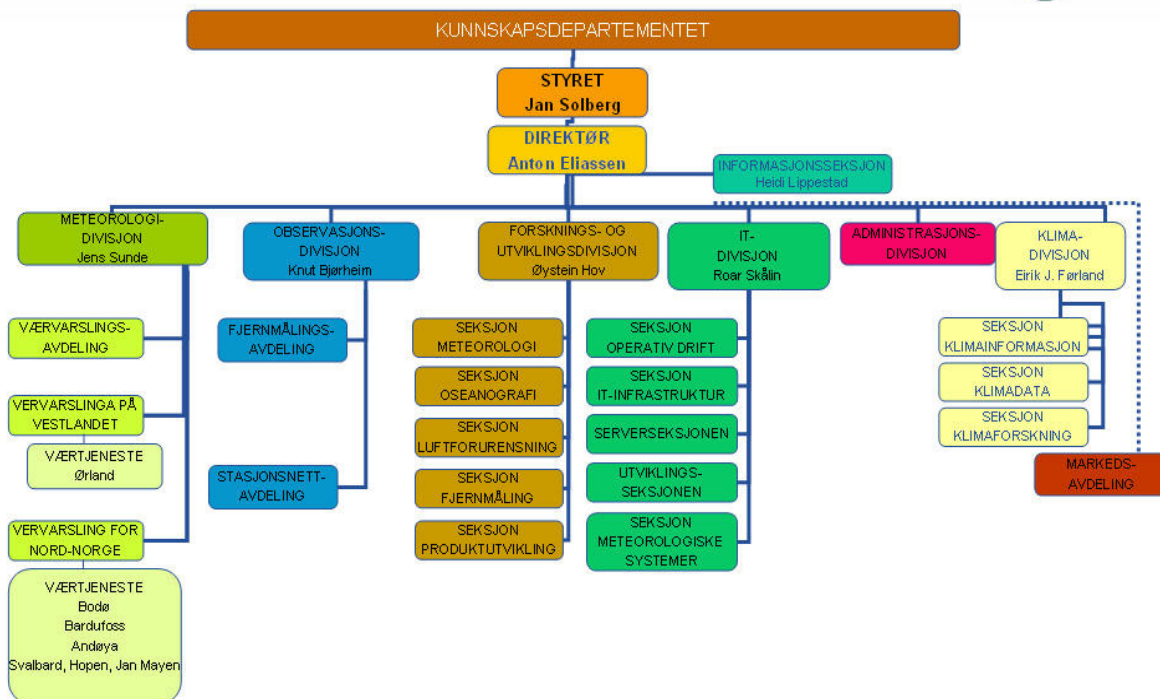 KUNNSKAPSDEPARTEMENTET
STYRET
Jan Solberg
DIREKTØR
Anton Eliassen
INFORMASJONSSEKSJON
Heidi Lippestad
METEOROLOGI-
DIVISJON
Jens Sunde
OBSERVASJONS-
DIVISJON
Knut Bjørheim
FORSKNINGS- OG
UTVIKLINGSDIVISJON
Øystein Hov
IT-
DIVISJON
Roar Skålin
ADMINISTRASJONS-
DIVISJON
KLIMA-
DIVISJON
Eirik J. Førland
VÆRVARSLINGS-
AVDELING
VERVARSLINGA PÅ
VESTLANDET
VÆRTJENESTE
Ørland
VERVARSLING FOR
NORD-NORGE
VÆRTJENESTE
Bodø
Bardufoss
Andøya
Svalbard, Hopen, Jan Mayen
FJERNMÅLINGS-
AVDELING
STASJONSNETT-
AVDELING
SEKSJON
METEOROLOGI
SEKSJON
OSEANOGRAFI
SEKSJON
LUFTFORURENSNING
SEKSJON
FJERNMÅLING
SEKSJON
PRODUKTUTVIKLING
SEKSJON
OPERATIV DRIFT
SEKSJON
IT-INFRASTRUKTUR
SERVERSEKSJONEN
UTVIKLINGS-
SEKSJONEN
SEKSJON
METEOROLOGISKE
SYSTEMER
SEKSJON
KLIMAINFORMASJON
SEKSJON
KLIMADATA
SEKSJON
KLIMAFORSKNING
MARKEDS-
AVDELING